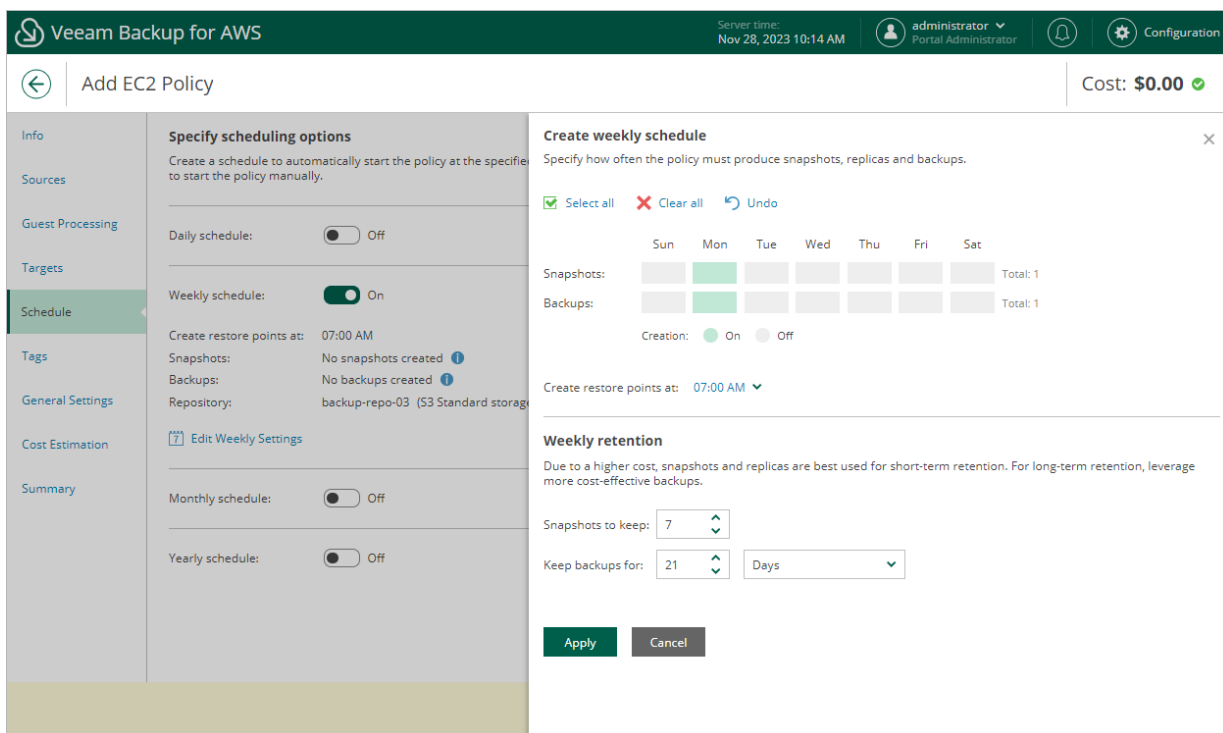 Veeam Backup for AWS
Server time:
Nov 28, 2023 10:14 AM
administrator
Portal Administrator
Configuration
Add EC2 Policy
Cost: $0.00
Info
Sources
Guest Processing
Targets
Schedule
Tags
General Settings
Cost Estimation
Summary
Specify scheduling options
Create a schedule to automatically start the policy at the specifie
to start the policy manually.
Daily schedule: Off
Weekly schedule: On
Create restore points at: 07:00 AM
Snapshots: No snapshots created
Backups: No backups created
Repository: backup-repo-03 (S3 Standard storage
7 Edit Weekly Settings
Monthly schedule: Off
Yearly schedule: Off
Create weekly schedule
Specify how often the policy must produce snapshots, replicas and backups.
Select all Clear all Undo
Sun Mon Tue Wed Thu Fri Sat
Snapshots: Total: 1
Backups: Total: 1
Creation: On Off
Create restore points at: 07:00 AM
Weekly retention
Due to a higher cost, snapshots and replicas are best used for short-term retention. For long-term retention, leverage
more cost-effective backups.
Snapshots to keep: 7
Keep backups for: 21 Days
Apply Cancel